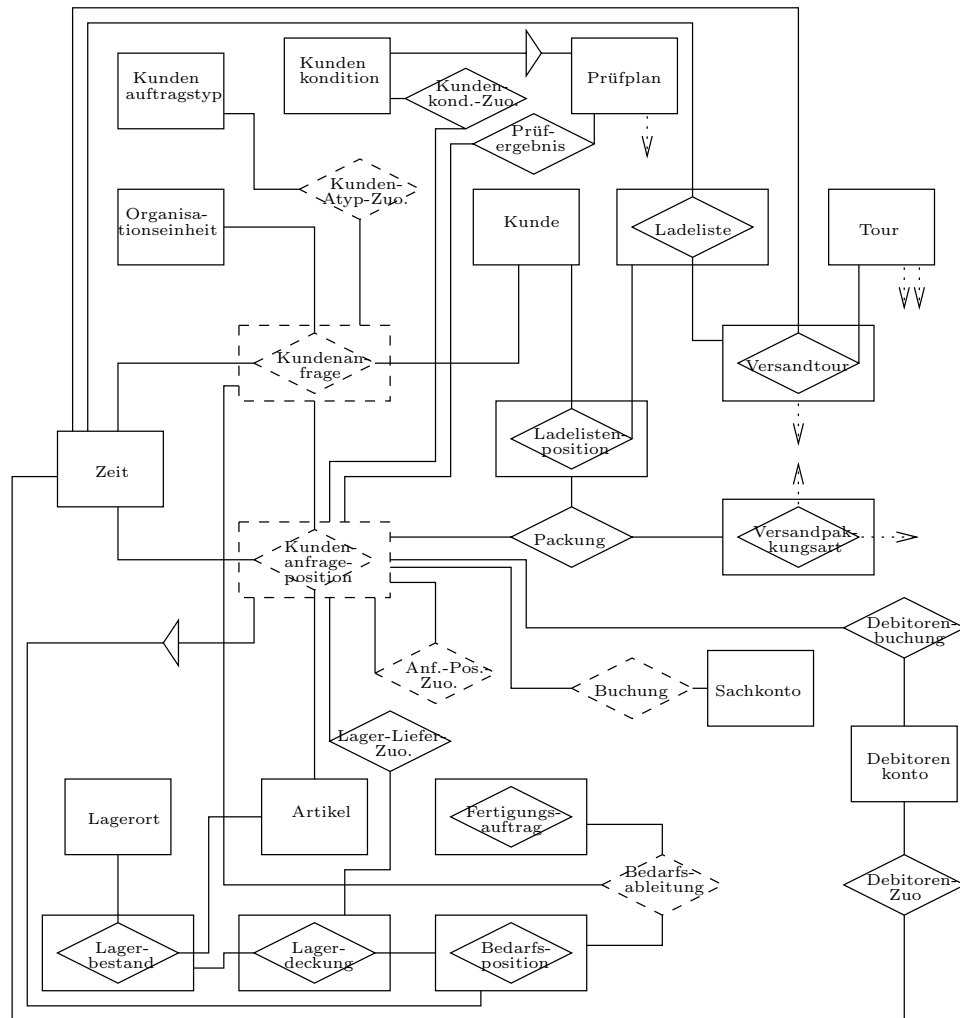 Kunden
auftragstyp
Kunden
kondition
Kunden-
kond.-Zuo.
Prüfplan
Prüf-
ergebnis
Kunden-
Atyp-Zuo.
Organisa-
tionseinheit
Kunde
Ladeliste
Tour
Kundenan-
frage
Versandtour
Ladelisten-
position
Zeit
Kunden-
anfrage-
position
Packung
Versandpak-
kungsart
Debitoren-
buchung
Anf.-Pos.-
Zuo.
Buchung
Sachkonto
Lager-Liefer-
Zuo.
Debitoren
konto
Lagerort
Artikel
Fertigungs-
auftrag
Bedarfs-
ableitung
Debitoren-
Zuo
Lager-
bestand
Lager-
deckung
Bedarfs-
position